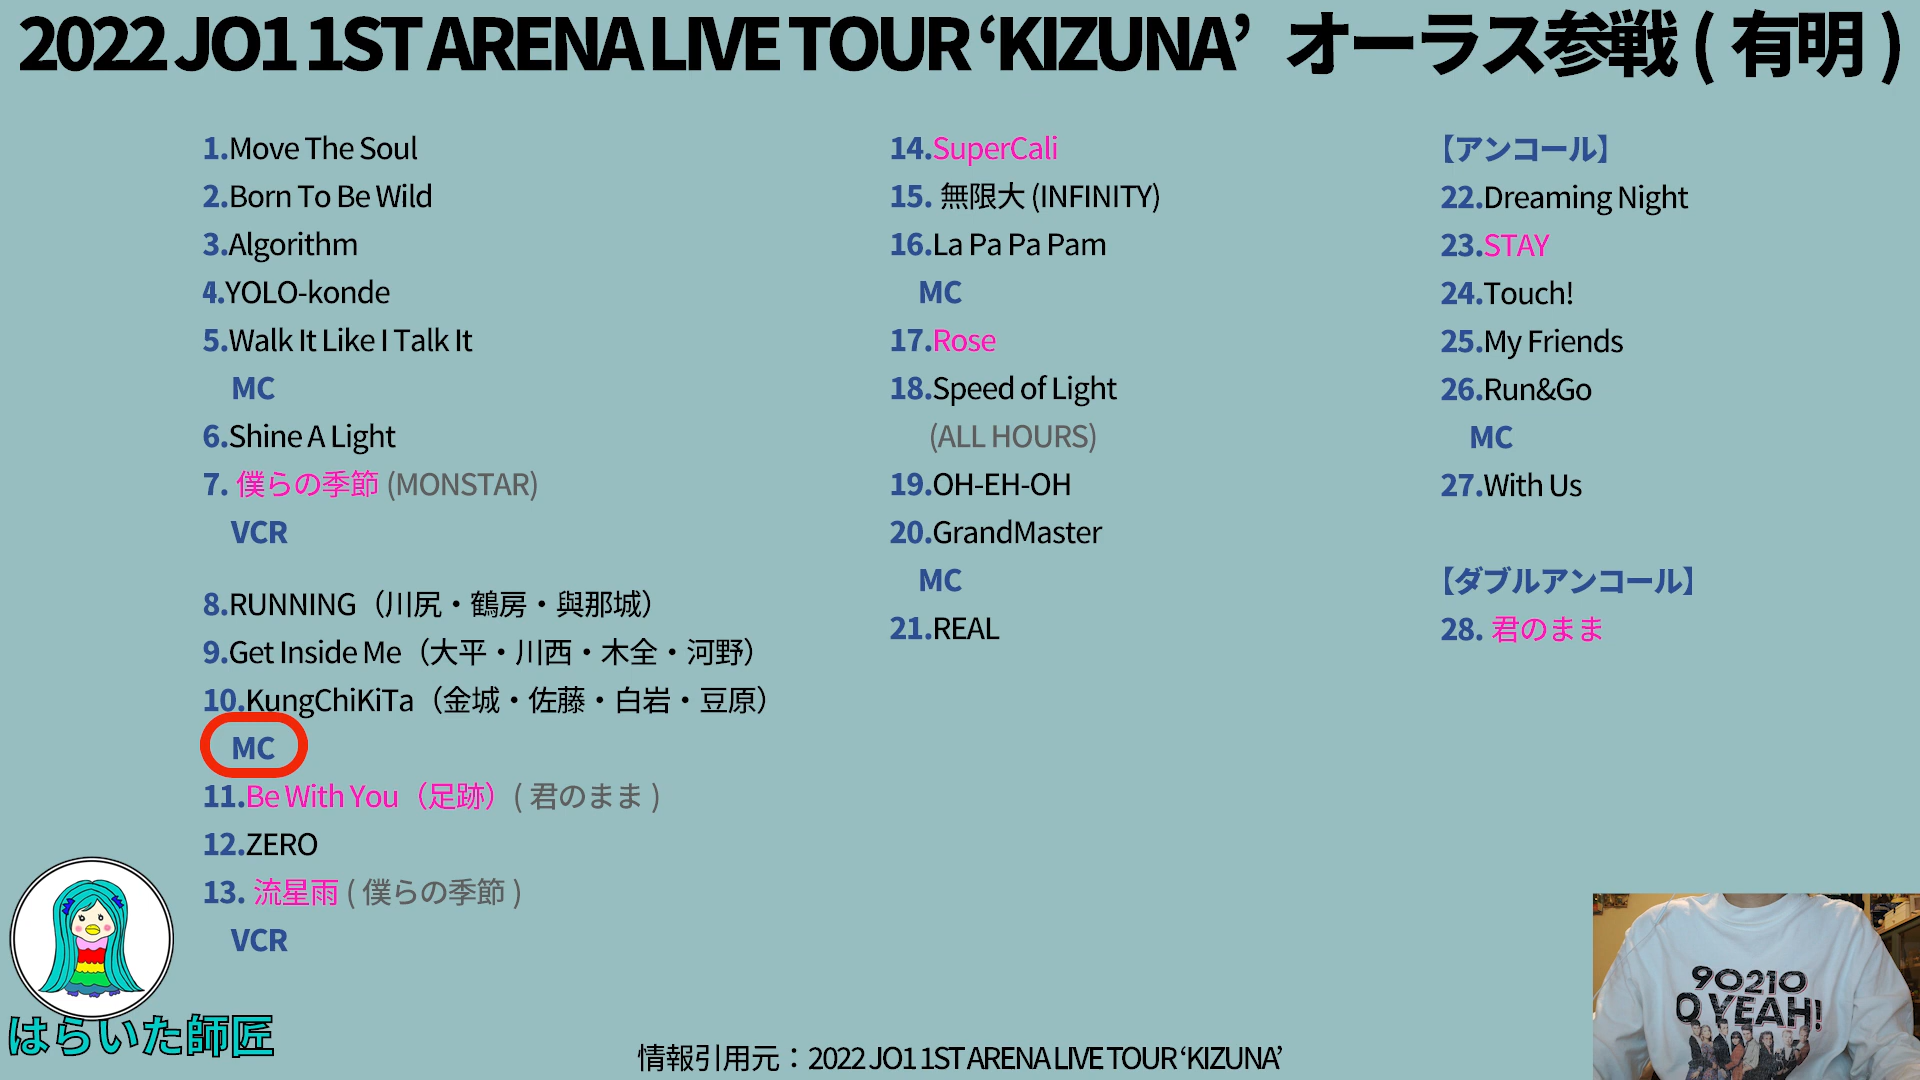 2022 JO1 1ST ARENA LIVE TOUR ‘KIZUNA’ オーラス参戦 ( 有明 )
1.Move The Soul
2.Born To Be Wild
3.Algorithm
4.YOLO-konde
5.Walk It Like I Talk It
MC
6.Shine A Light
7. 僕らの季節 (MONSTAR)
VCR
8.RUNNING（川尻・鶴房・與那城）
9.Get Inside Me（大平・川西・木全・河野）
10.KungChiKiTa（金城・佐藤・白岩・豆原）
MC
11.Be With You（足跡）( 君のまま )
12.ZERO
13. 流星雨 ( 僕らの季節 )
VCR
14.SuperCali
15. 無限大 (INFINITY)
16.La Pa Pa Pam
MC
17.Rose
18.Speed of Light
(ALL HOURS)
19.OH-EH-OH
20.GrandMaster
MC
21.REAL
【アンコール】
22.Dreaming Night
23.STAY
24.Touch!
25.My Friends
26.Run&Go
MC
27.With Us
【ダブルアンコール】
28. 君のまま
はらいた師匠
情報引用元：2022 JO1 1ST ARENA LIVE TOUR ‘KIZUNA’
90210
O YEAH!